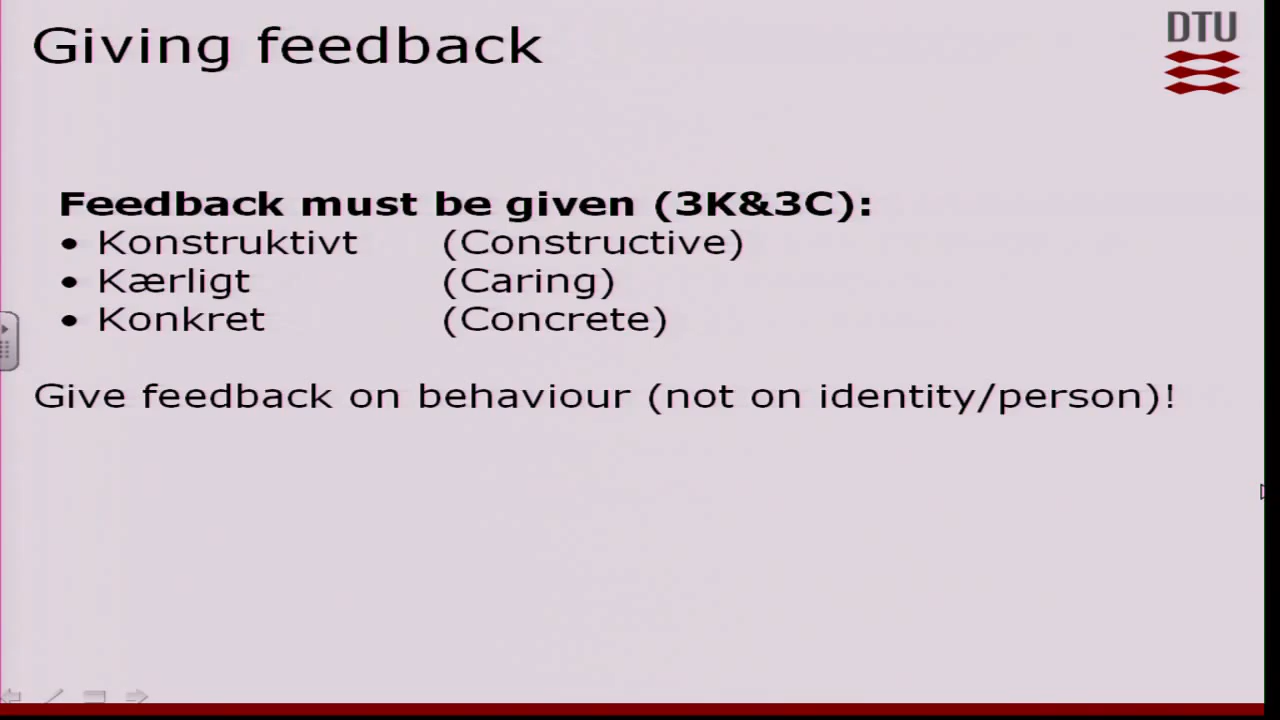 Giving feedback
DTU
Feedback must be given (3K&3C):
• Konstruktivt (Constructive)
• Kærligt (Caring)
• Konkret (Concrete)
Give feedback on behaviour (not on identity/person)!